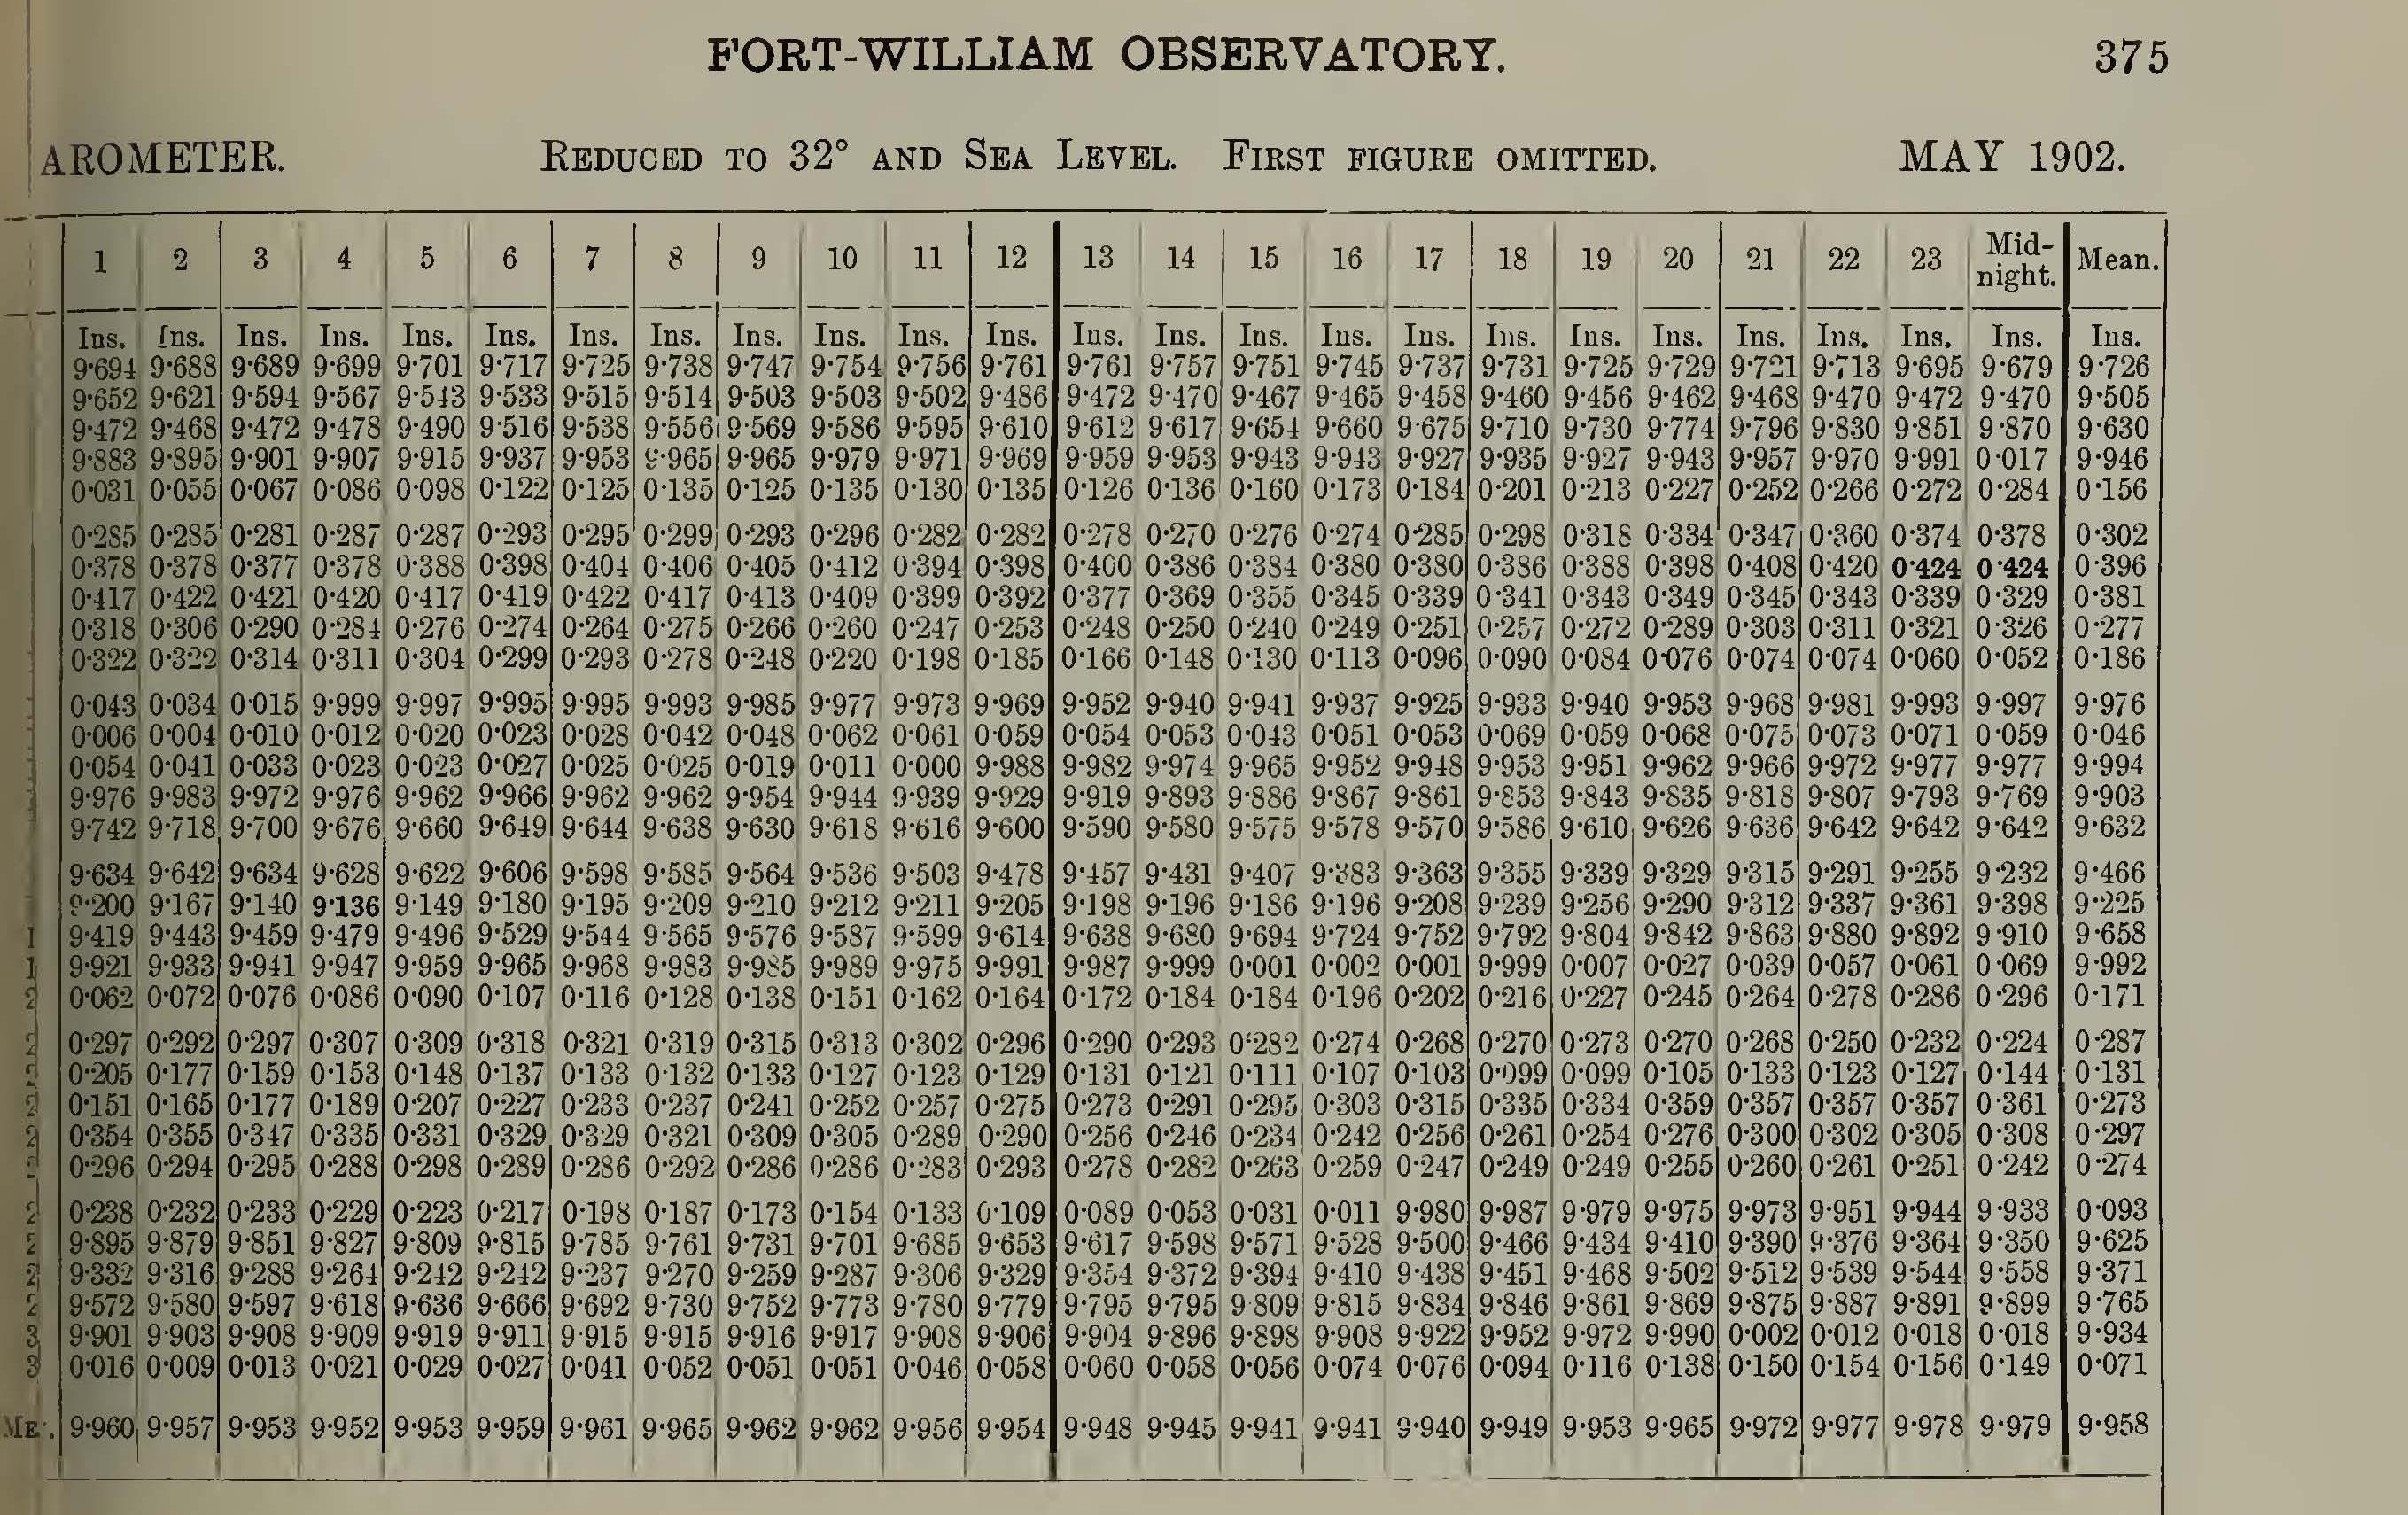 FORT-WILLIAM OBSERVATORY. 375
AROMETER. REDUCED TO 32° AND SEA LEVEL. FIRST FIGURE OMITTED. MAY 1902.
1 2 3 4 5 6 7 8 9 10 11 12 13 14 15 16 17 18 19 20 21 22 23 Mid-night. Mean.
Ins. Ins. Ins. Ins. Ins. Ins. Ins. Ins. Ins. Ins. Ins. Ins. Ins. Ins. Ins. Ins. Ins. Ins. Ins. Ins. Ins. Ins. Ins. Ins. Ins.
9·694 9·688 9·689 9·699 9·701 9·717 9·725 9·738 9·747 9·754 9·756 9·761 9·761 9·757 9·751 9·745 9·737 9·731 9·725 9·729 9·721 9·713 9·695 9·679 9·726
9·652 9·621 9·594 9·567 9·543 9·533 9·515 9·514 9·503 9·503 9·502 9·486 9·472 9·470 9·467 9·465 9·458 9·460 9·456 9·462 9·468 9·470 9·472 9·470 9·505
9·472 9·468 9·472 9·478 9·490 9·516 9·538 9·556 9·569 9·586 9·595 9·610 9·612 9·617 9·654 9·660 9·675 9·710 9·730 9·774 9·796 9·830 9·851 9·870 9·630
9·883 9·895 9·901 9·907 9·915 9·937 9·953 9·965 9·965 9·979 9·971 9·969 9·959 9·953 9·943 9·943 9·927 9·935 9·927 9·943 9·957 9·970 9·991 0·017 9·946
0·031 0·055 0·067 0·086 0·098 0·122 0·125 0·135 0·125 0·135 0·130 0·135 0·126 0·136 0·160 0·173 0·184 0·201 0·213 0·227 0·252 0·266 0·272 0·284 0·156
0·285 0·285 0·281 0·287 0·287 0·293 0·295 0·299 0·293 0·296 0·282 0·282 0·278 0·270 0·276 0·274 0·285 0·298 0·318 0·334 0·347 0·360 0·374 0·378 0·302
0·378 0·378 0·377 0·378 0·388 0·398 0·404 0·406 0·405 0·412 0·394 0·398 0·400 0·386 0·384 0·380 0·380 0·386 0·388 0·398 0·408 0·420 0·424 0·424 0·396
0·417 0·422 0·421 0·420 0·417 0·419 0·422 0·417 0·413 0·409 0·399 0·392 0·377 0·369 0·355 0·345 0·339 0·341 0·343 0·349 0·345 0·343 0·339 0·329 0·381
0·318 0·306 0·290 0·284 0·276 0·274 0·264 0·275 0·266 0·260 0·247 0·253 0·248 0·250 0·240 0·249 0·251 0·257 0·272 0·289 0·303 0·311 0·321 0·326 0·277
0·322 0·322 0·314 0·311 0·304 0·299 0·293 0·278 0·248 0·220 0·198 0·185 0·166 0·148 0·130 0·113 0·096 0·090 0·084 0·076 0·074 0·074 0·060 0·052 0·186
0·043 0·034 0·015 9·999 9·997 9·995 9·995 9·993 9·985 9·977 9·973 9·969 9·952 9·940 9·941 9·937 9·925 9·933 9·940 9·953 9·968 9·981 9·993 9·997 9·976
0·006 0·004 0·010 0·012 0·020 0·023 0·028 0·042 0·048 0·062 0·061 0·059 0·054 0·053 0·043 0·051 0·053 0·069 0·059 0·068 0·075 0·073 0·071 0·059 0·046
0·054 0·041 0·033 0·023 0·023 0·027 0·025 0·025 0·019 0·011 0·000 9·988 9·982 9·974 9·965 9·952 9·948 9·953 9·951 9·962 9·966 9·972 9·977 9·977 9·994
9·976 9·983 9·972 9·976 9·962 9·966 9·962 9·962 9·954 9·944 9·939 9·929 9·919 9·893 9·886 9·867 9·861 9·853 9·843 9·835 9·818 9·807 9·793 9·769 9·903
9·742 9·718 9·700 9·676 9·660 9·649 9·644 9·638 9·630 9·618 9·616 9·600 9·590 9·580 9·575 9·578 9·570 9·586 9·610 9·626 9·636 9·642 9·642 9·642 9·632
9·634 9·642 9·634 9·628 9·622 9·606 9·598 9·585 9·564 9·536 9·503 9·478 9·457 9·431 9·407 9·383 9·363 9·355 9·339 9·329 9·315 9·291 9·255 9·232 9·466
9·200 9·167 9·140 9·136 9·149 9·180 9·195 9·209 9·210 9·212 9·211 9·205 9·198 9·196 9·186 9·196 9·208 9·239 9·256 9·290 9·312 9·337 9·361 9·398 9·225
1 9·419 9·443 9·459 9·479 9·496 9·529 9·544 9·565 9·576 9·587 9·599 9·614 9·638 9·680 9·694 9·724 9·752 9·792 9·804 9·842 9·863 9·880 9·892 9·910 9·658
1 9·921 9·933 9·941 9·947 9·959 9·965 9·968 9·983 9·985 9·989 9·975 9·991 9·987 9·999 0·001 0·002 0·001 9·999 0·007 0·027 0·039 0·057 0·061 0·069 9·992
2 0·062 0·072 0·076 0·086 0·090 0·107 0·116 0·128 0·138 0·151 0·162 0·164 0·172 0·184 0·184 0·196 0·202 0·216 0·227 0·245 0·264 0·278 0·286 0·296 0·171
2 0·297 0·292 0·297 0·307 0·309 0·318 0·321 0·319 0·315 0·313 0·302 0·296 0·290 0·293 0·282 0·274 0·268 0·270 0·273 0·270 0·268 0·250 0·232 0·224 0·287
2 0·205 0·177 0·159 0·153 0·148 0·137 0·133 0·132 0·133 0·127 0·123 0·129 0·131 0·121 0·111 0·107 0·103 0·099 0·099 0·105 0·133 0·123 0·127 0·144 0·131
2 0·151 0·165 0·177 0·189 0·207 0·227 0·233 0·237 0·241 0·252 0·257 0·275 0·273 0·291 0·295 0·303 0·315 0·335 0·334 0·359 0·357 0·357 0·357 0·361 0·273
2 0·354 0·355 0·347 0·335 0·331 0·329 0·329 0·321 0·309 0·305 0·289 0·290 0·256 0·246 0·234 0·242 0·256 0·261 0·254 0·276 0·300 0·302 0·305 0·308 0·297
2 0·296 0·294 0·295 0·288 0·298 0·289 0·286 0·292 0·286 0·286 0·283 0·293 0·278 0·282 0·263 0·259 0·247 0·249 0·249 0·255 0·260 0·261 0·251 0·242 0·274
2 0·238 0·232 0·233 0·229 0·223 0·217 0·198 0·187 0·173 0·154 0·133 0·109 0·089 0·053 0·031 0·011 9·980 9·987 9·979 9·975 9·973 9·951 9·944 9·933 0·093
2 9·895 9·879 9·851 9·827 9·809 9·815 9·785 9·761 9·731 9·701 9·685 9·653 9·617 9·598 9·571 9·528 9·500 9·466 9·434 9·410 9·390 9·376 9·364 9·350 9·625
2 9·332 9·316 9·288 9·264 9·242 9·242 9·237 9·270 9·259 9·287 9·306 9·329 9·354 9·372 9·394 9·410 9·438 9·451 9·468 9·502 9·512 9·539 9·544 9·558 9·371
2 9·572 9·580 9·597 9·618 9·636 9·666 9·692 9·730 9·752 9·773 9·780 9·779 9·795 9·795 9·809 9·815 9·834 9·846 9·861 9·869 9·875 9·887 9·891 9·899 9·765
3 9·901 9·903 9·908 9·909 9·919 9·911 9·915 9·915 9·916 9·917 9·908 9·906 9·904 9·896 9·898 9·908 9·922 9·952 9·972 9·990 0·002 0·012 0·018 0·018 9·934
3 0·016 0·009 0·013 0·021 0·029 0·027 0·041 0·052 0·051 0·051 0·046 0·058 0·060 0·058 0·056 0·074 0·076 0·094 0·116 0·138 0·150 0·154 0·156 0·149 0·071
ME. 9·960 9·957 9·953 9·952 9·953 9·959 9·961 9·965 9·962 9·962 9·956 9·954 9·948 9·945 9·941 9·941 9·940 9·949 9·953 9·965 9·972 9·977 9·978 9·979 9·958